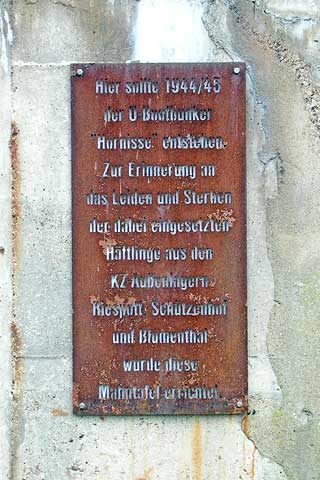 Hier sollte 1944/45
der U-Bootbunker
"Hornisse" entstehen.
Zur Erinnerung an
das Leiden und Sterben
der dabei eingesetzten
Häftlinge aus den
KZ-Außenlagern
Riespott, Schützenhof
und Blumenthal
wurde diese
Mahntafel errichtet.